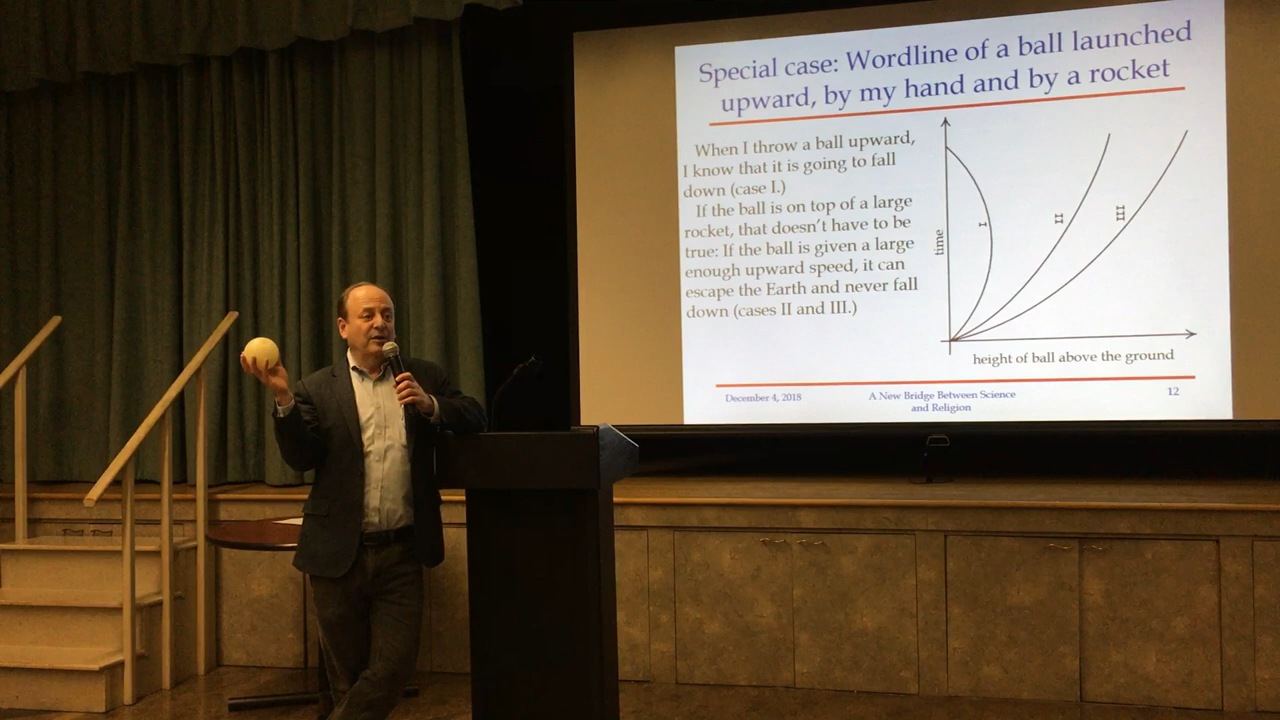 Special case: Wordline of a ball launched
upward, by my hand and by a rocket
When I throw a ball upward,
I know that it is going to fall
down (case I.)
If the ball is on top of a large
rocket, that doesn't have to be
true: If the ball is given a large
enough upward speed, it can
escape the Earth and never fall
down (cases II and III.)
time
I
II
III
height of ball above the ground
December 4, 2018
A New Bridge Between Science
and Religion
12